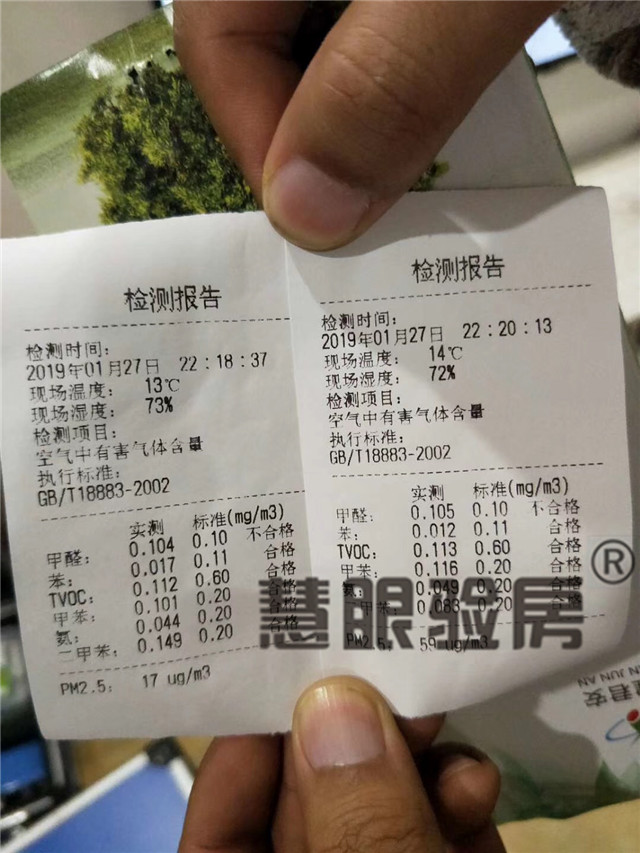 检测报告
检测时间：
2019年01月27日 22:18:37
现场温度： 13℃
现场湿度： 73%
检测项目：
空气中有害气体含量
执行标准：
GB/T18883-2002
实测 标准(mg/m3)
甲醛： 0.104 0.10 不合格
苯： 0.017 0.11 合格
TVOC： 0.112 0.60 合格
甲苯： 0.101 0.20 合格
氨： 0.044 0.20 合格
二甲苯： 0.149 0.20 合格
PM2.5： 17 ug/m3
检测报告
检测时间：
2019年01月27日 22:20:13
现场温度： 14℃
现场湿度： 72%
检测项目：
空气中有害气体含量
执行标准：
GB/T18883-2002
实测 标准(mg/m3)
甲醛： 0.105 0.10 不合格
苯： 0.012 0.11 合格
TVOC： 0.113 0.60 合格
甲苯： 0.116 0.20 合格
氨： 0.049 0.20 合格
甲苯： 0.083 0.20 合格
PM2.5： 59 ug/m3
慧眼验房®
君安
JUN AN